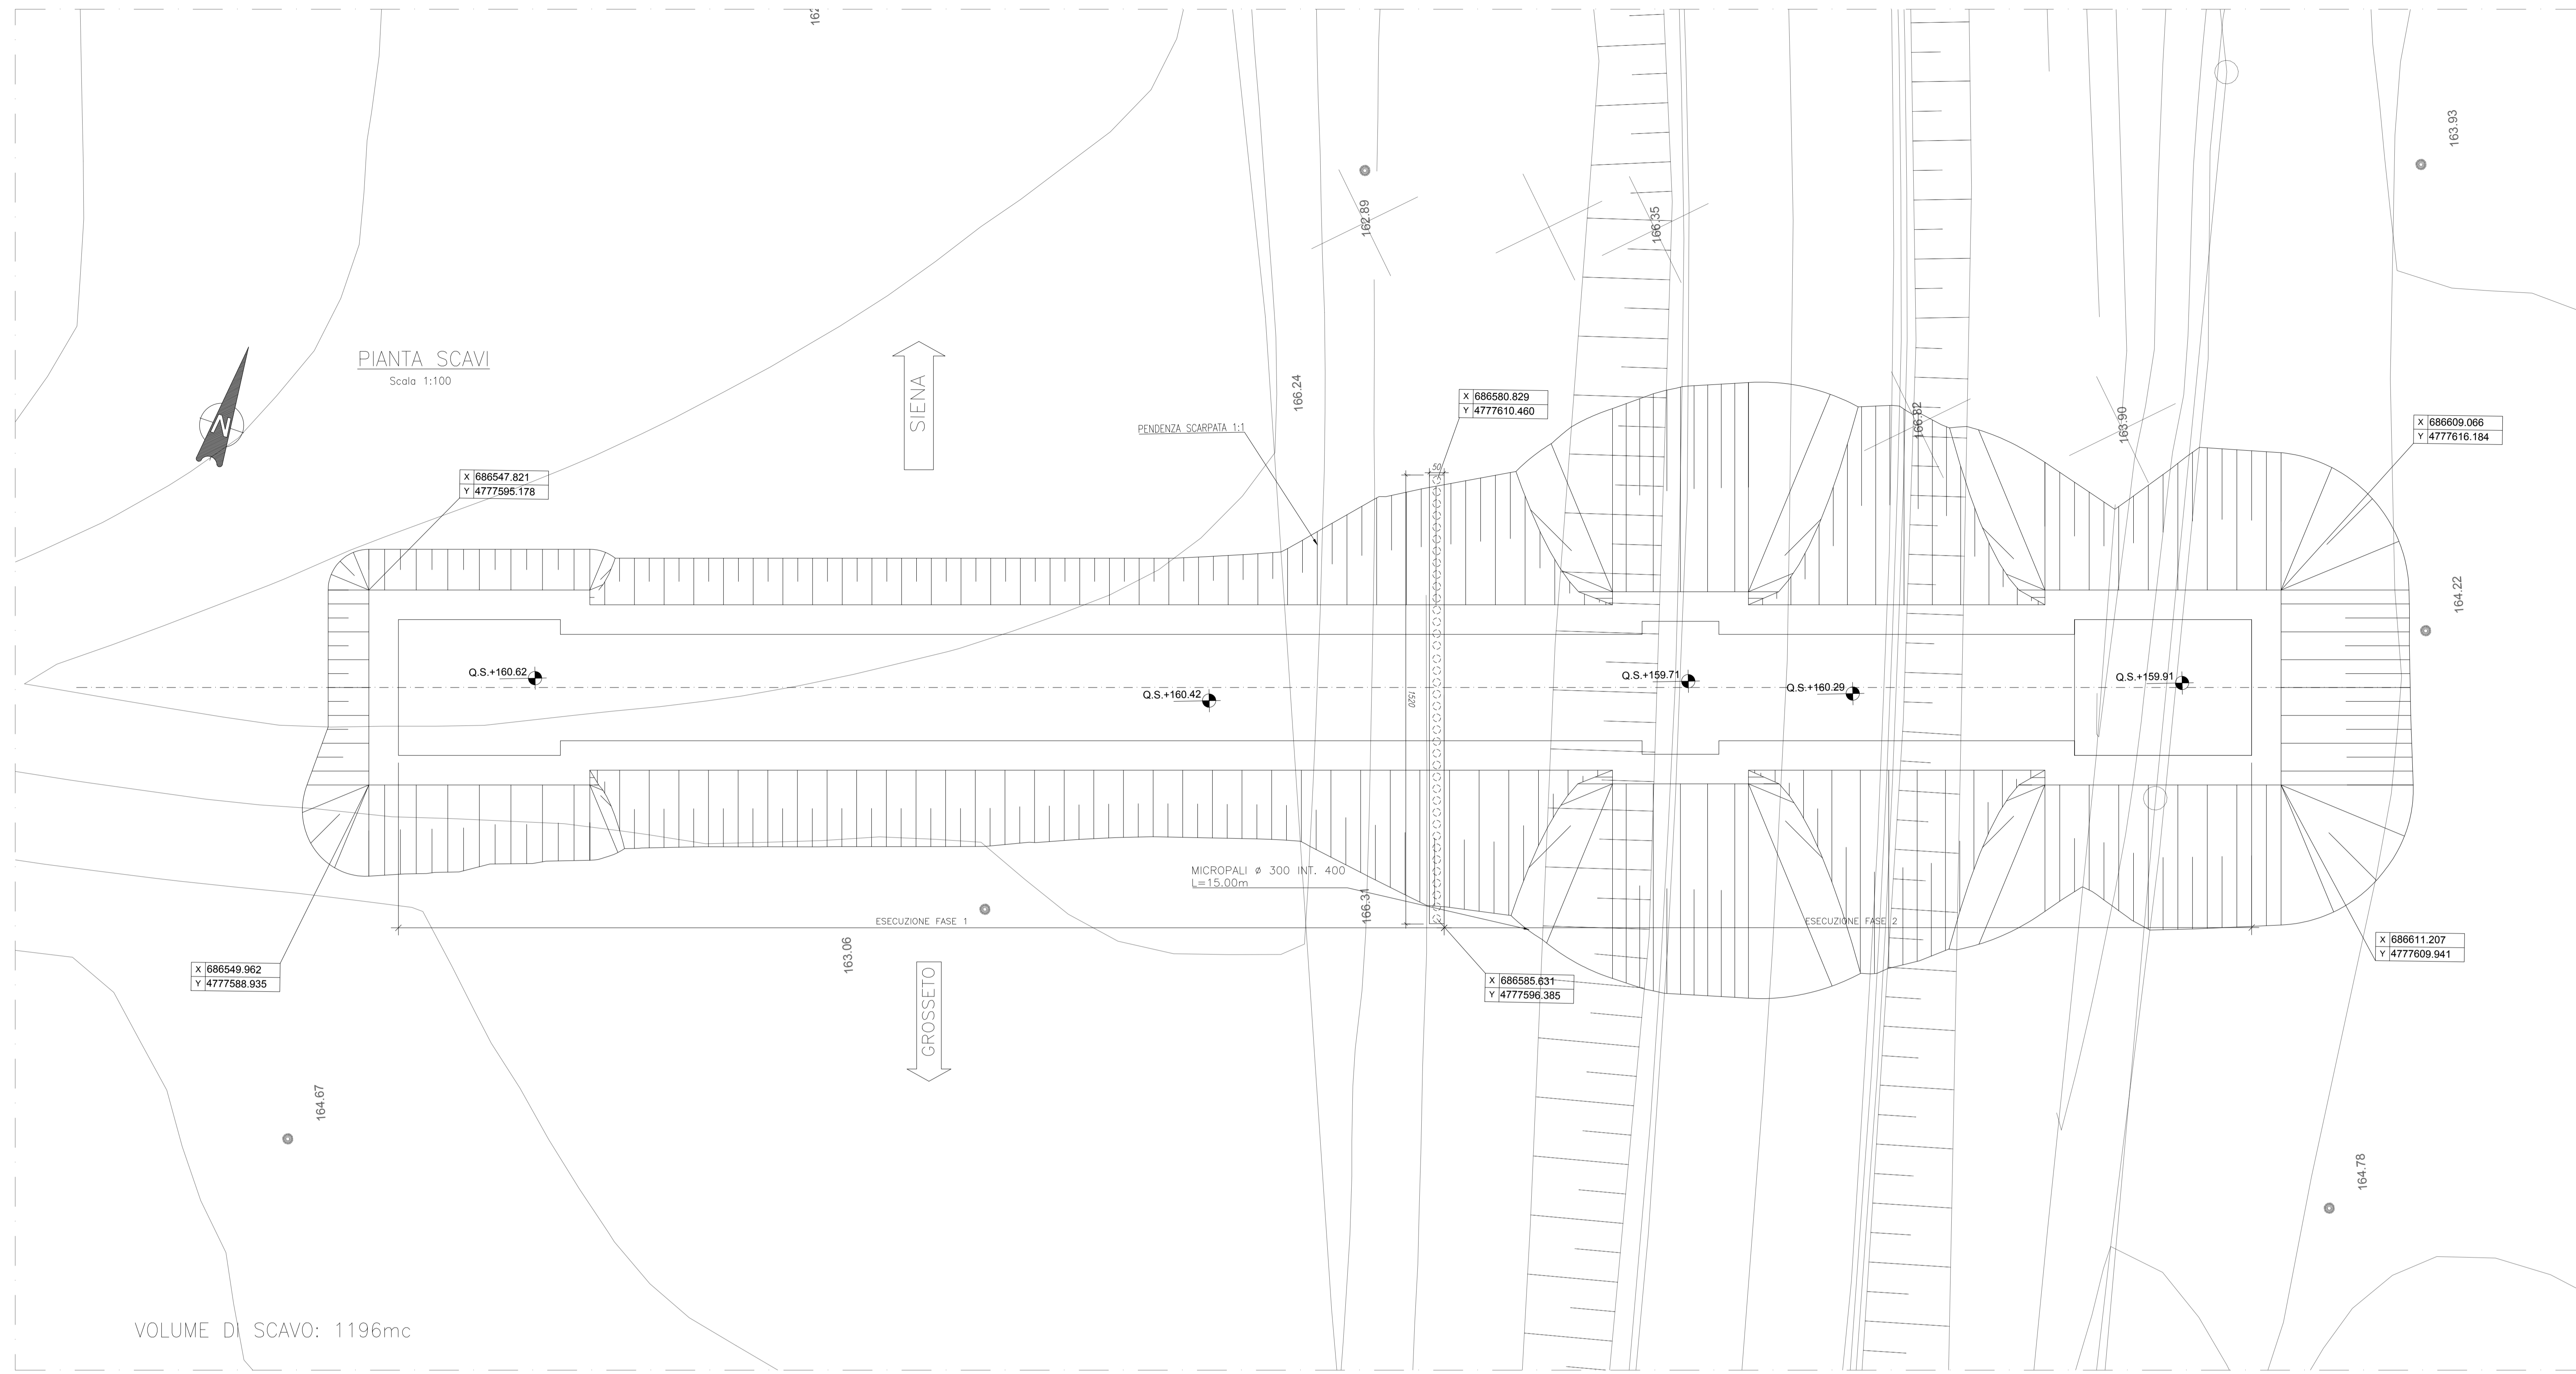 163.93
162.89
166.35
PIANTA SCAVI
Scala 1:100
SIENA
166.24
X 686580.829
Y 4777610.460
PENDENZA SCARPATA 1:1
50
166.82
163.90
X 686609.066
Y 4777616.184
N
X 686547.821
Y 4777595.178
164.22
Q.S.+160.62
Q.S.+160.42
1520
Q.S.+159.71
Q.S.+160.29
Q.S.+159.91
MICROPALI ø 300 INT. 400
L=15.00m
166.31
ESECUZIONE FASE 1
ESECUZIONE FASE 2
163.06
GROSSETO
X 686549.962
Y 4777588.935
X 686585.631
Y 4777596.385
X 686611.207
Y 4777609.941
164.67
164.78
VOLUME DI SCAVO: 1196mc